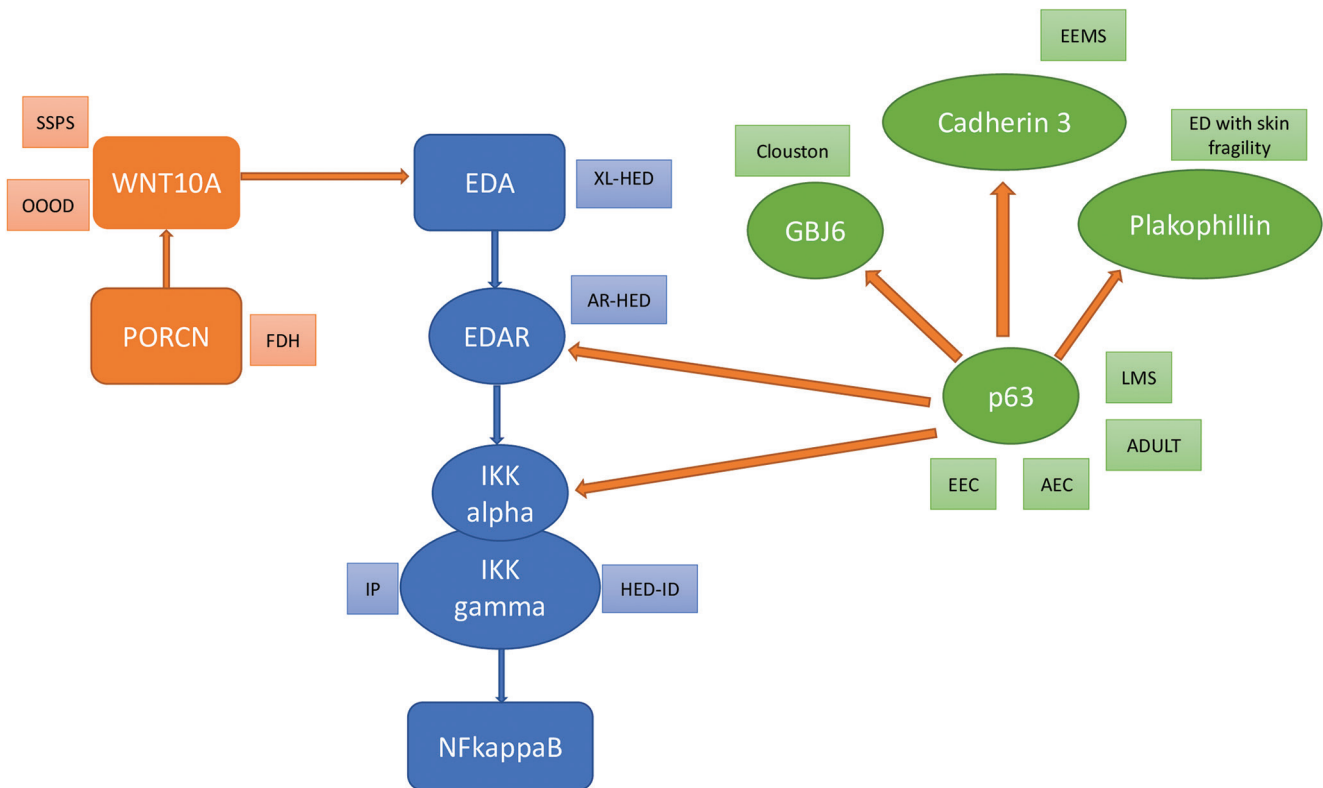 EEMS
SSPS
Cadherin 3
ED with skin
fragility
Clouston
WNT10A
EDA
XL-HED
OOOD
GBJ6
Plakophillin
AR-HED
PORCN
FDH
EDAR
p63
LMS
ADULT
EEC
AEC
IKK
alpha
IP
IKK
gamma
HED-ID
NFkappaB